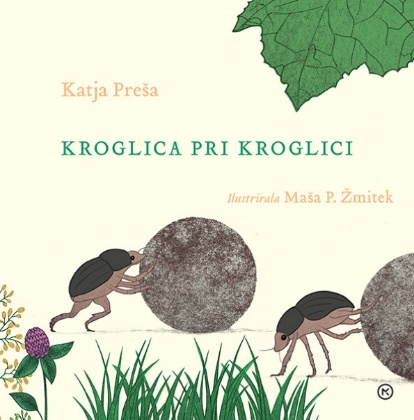 Katja Preša
KROGLICA PRI KROGLICI
Ilustrirala Maša P. Žmitek